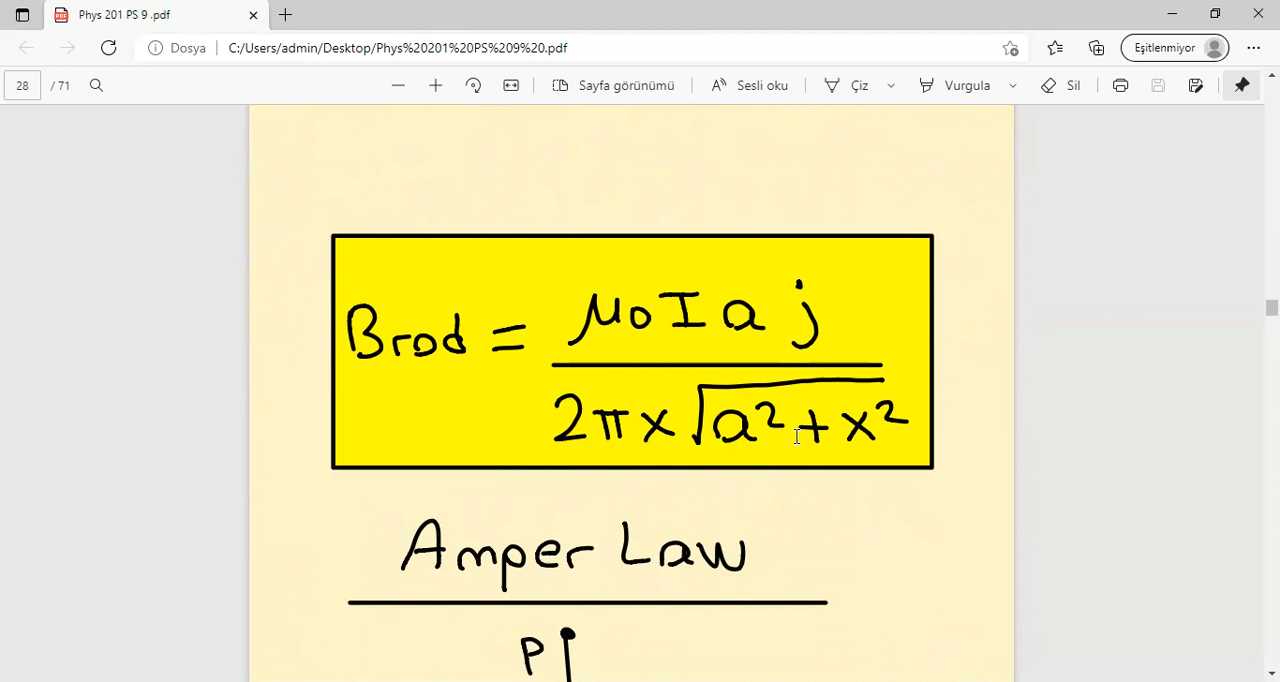 Phys 201 PS 9 .pdf
Dosya C:/Users/admin/Desktop/Phys%20201%20PS%209%20.pdf Eşitlenmiyor
28 / 71 Sayfa görünümü Sesli oku Çiz Vurgula Sil
Brod = μo I a j
2πx √a²+x²
Amper Law
P